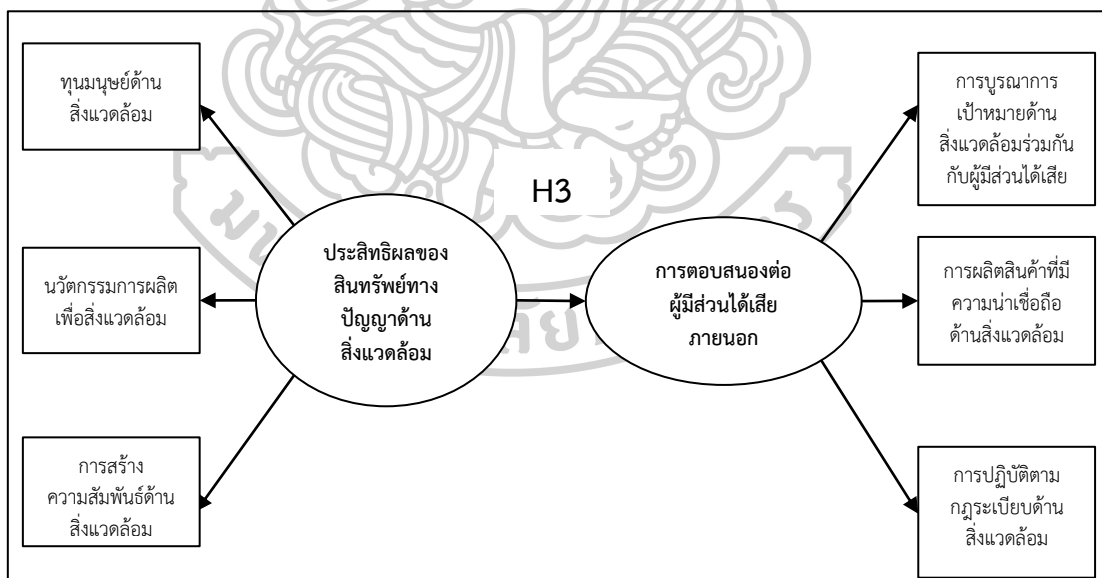 ทุนมนุษย์ด้าน
สิ่งแวดล้อม
นวัตกรรมการผลิต
เพื่อสิ่งแวดล้อม
การสร้าง
ความสัมพันธ์ด้าน
สิ่งแวดล้อม
H3
ประสิทธิผลของ
สินทรัพย์ทาง
ปัญญาด้าน
สิ่งแวดล้อม
การตอบสนองต่อ
ผู้มีส่วนได้เสีย
ภายนอก
การบูรณาการ
เป้าหมายด้าน
สิ่งแวดล้อมร่วมกัน
กับผู้มีส่วนได้เสีย
การผลิตสินค้าที่มี
ความน่าเชื่อถือ
ด้านสิ่งแวดล้อม
การปฏิบัติตาม
กฎระเบียบด้าน
สิ่งแวดล้อม